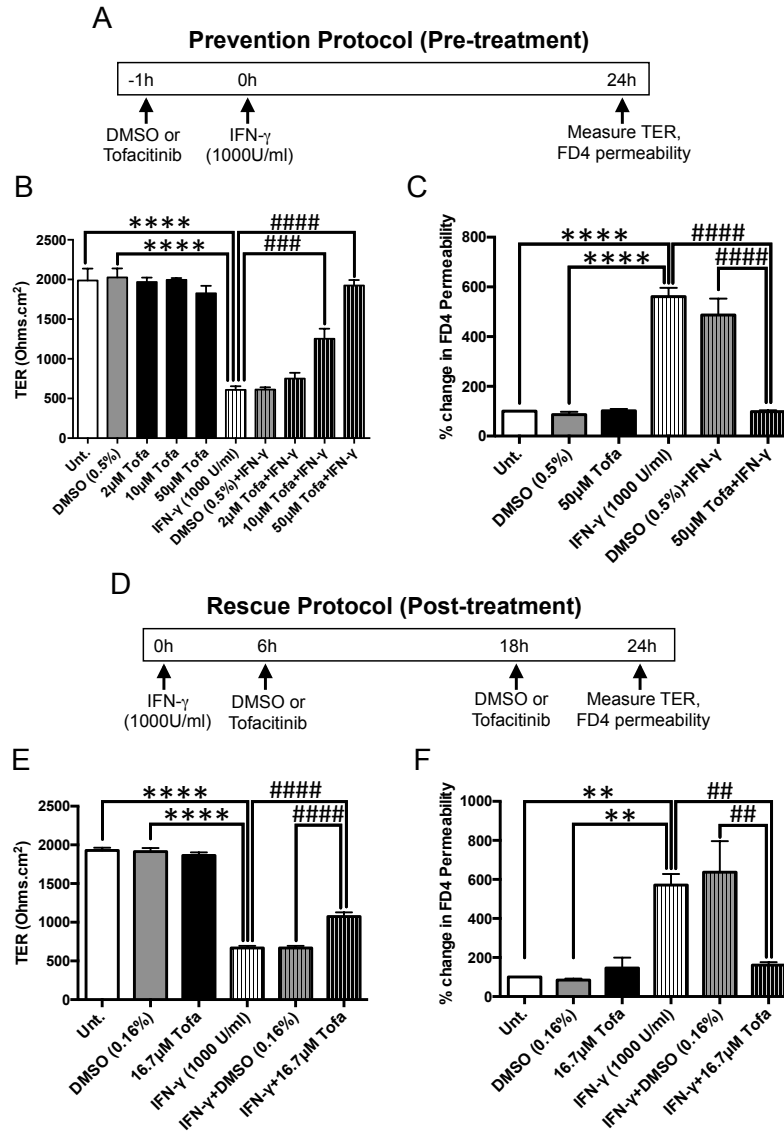 A
Prevention Protocol (Pre-treatment)
-1h 0h 24h
DMSO or Tofacitinib
IFN-γ (1000U/ml)
Measure TER, FD4 permeability
B
**** ####
**** ###
TER (Ohms.cm²)
2500
2000
1500
1000
500
0
Unt.
DMSO (0.5%)
2µM Tofa
10µM Tofa
50µM Tofa
IFN-γ (1000 U/ml)
DMSO (0.5%)+IFN-γ
2µM Tofa+IFN-γ
10µM Tofa+IFN-γ
50µM Tofa+IFN-γ
C
**** ####
**** ####
% change in FD4 Permeability
800
600
400
200
0
Unt.
DMSO (0.5%)
50µM Tofa
IFN-γ (1000 U/ml)
DMSO (0.5%)+IFN-γ
50µM Tofa+IFN-γ
D
Rescue Protocol (Post-treatment)
0h 6h 18h 24h
IFN-γ (1000U/ml)
DMSO or Tofacitinib
DMSO or Tofacitinib
Measure TER, FD4 permeability
E
**** ####
**** ####
TER (Ohms.cm²)
2500
2000
1500
1000
500
0
Unt.
DMSO (0.16%)
16.7µM Tofa
IFN-γ (1000 U/ml)
IFN-γ+DMSO (0.16%)
IFN-γ+16.7µM Tofa
F
** ##
** ##
% change in FD4 Permeability
1000
800
600
400
200
0
Unt.
DMSO (0.16%)
16.7µM Tofa
IFN-γ (1000 U/ml)
IFN-γ+DMSO (0.16%)
IFN-γ+16.7µM Tofa